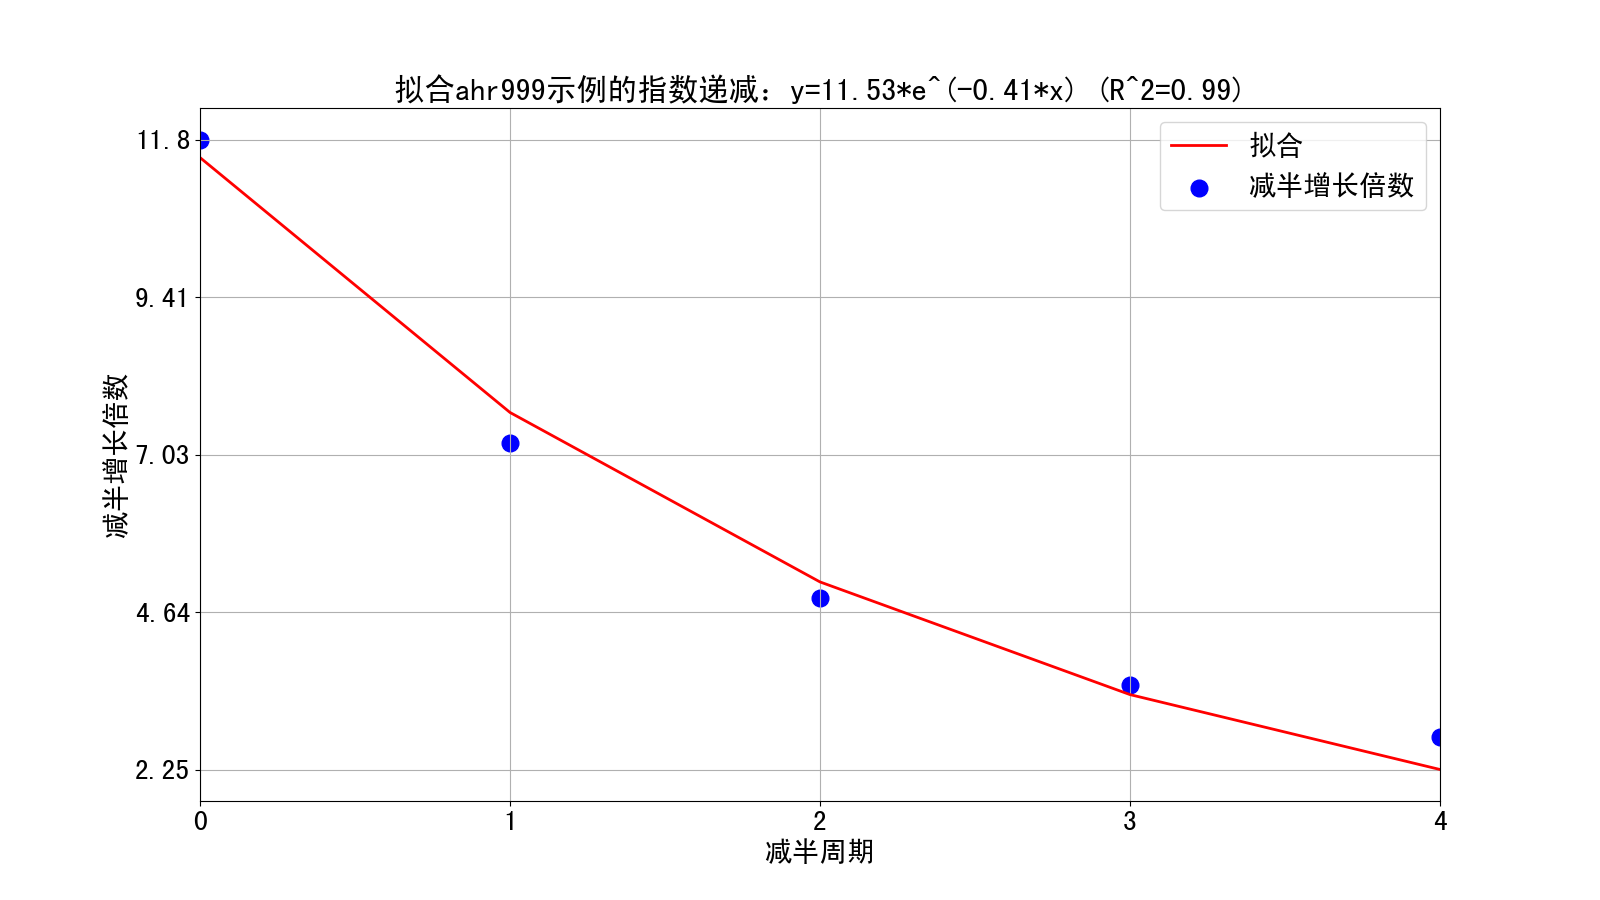 拟合ahr999示例的指数递减：y=11.53*e^(-0.41*x) (R^2=0.99)
拟合
减半增长倍数
11.8
9.41
7.03
4.64
2.25
减半增长倍数
0 1 2 3 4
减半周期